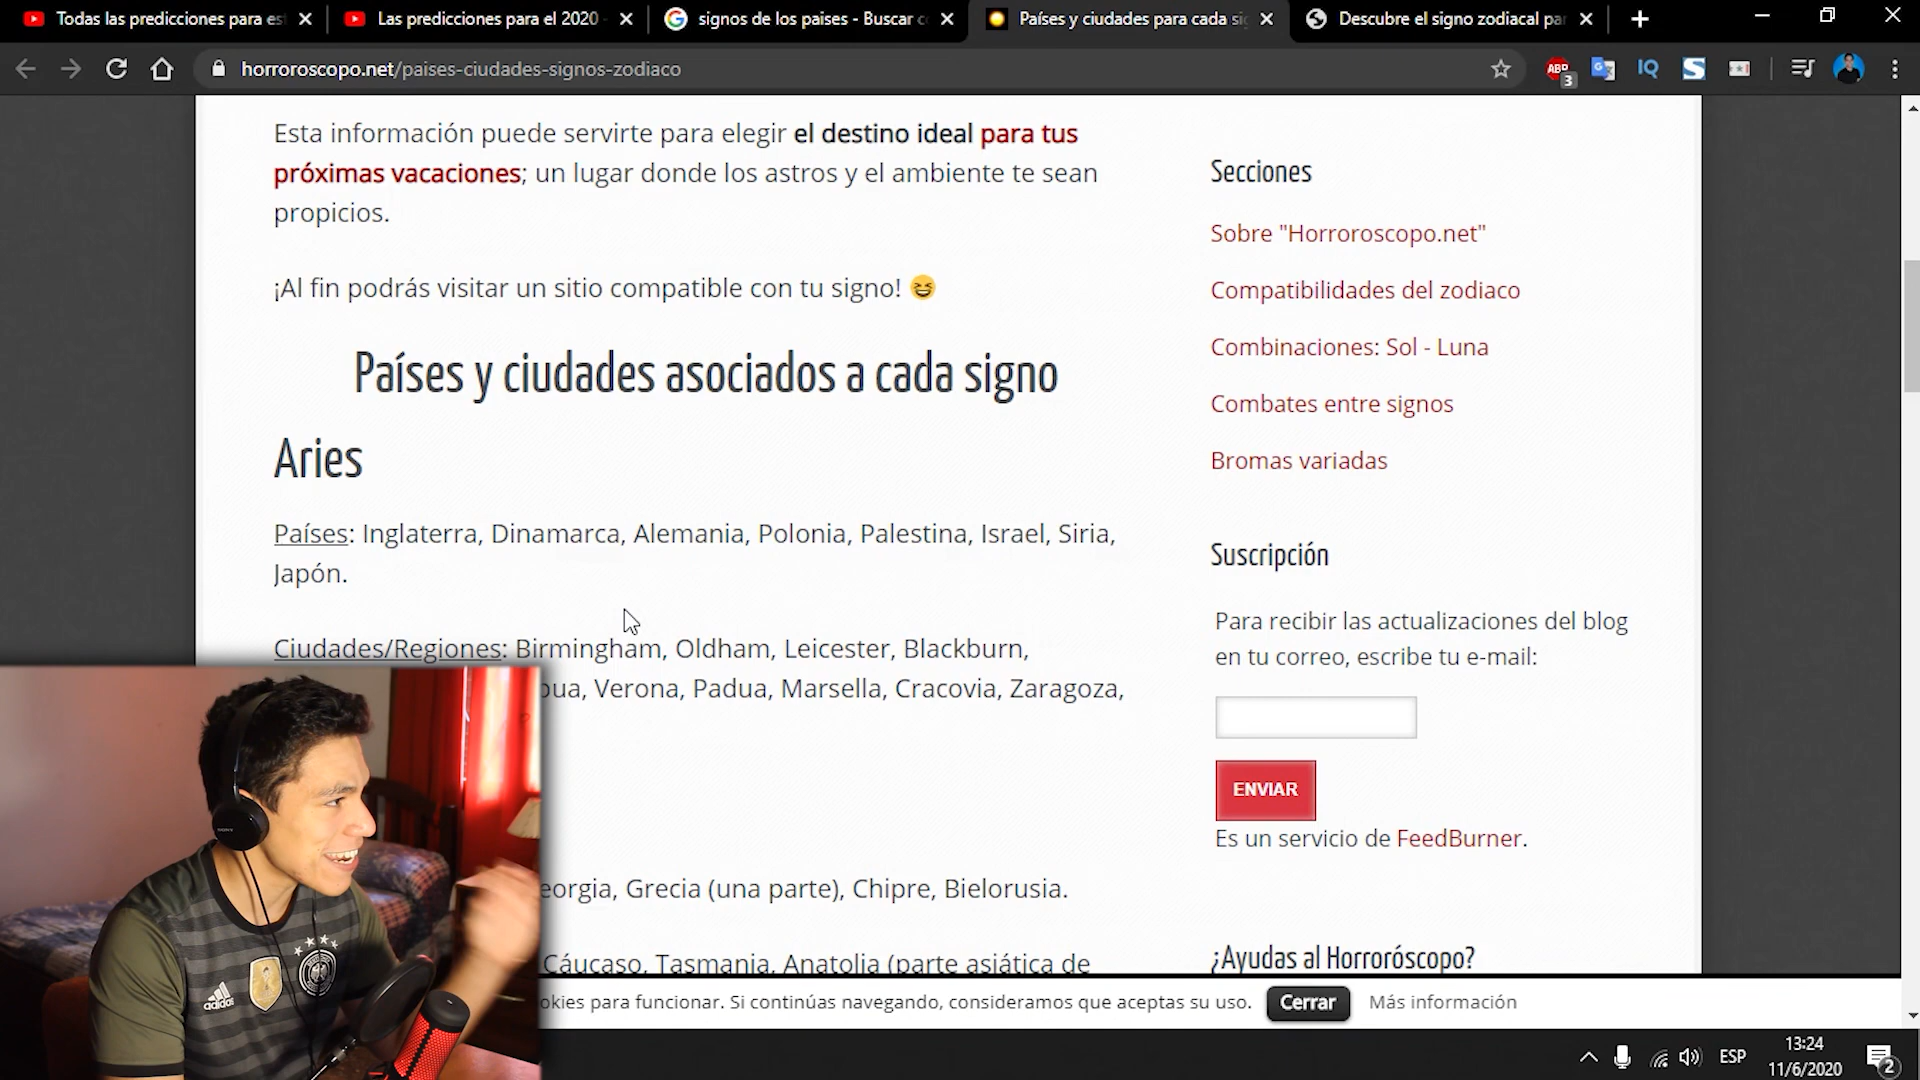 Todas las predicciones para es
Las predicciones para el 2020 -
signos de los paises - Buscar c
Países y ciudades para cada si
Descubre el signo zodiacal pa
horroroscopo.net/paises-ciudades-signos-zodiaco
ABP
3
IQ
Esta información puede servirte para elegir el destino ideal para tus
próximas vacaciones; un lugar donde los astros y el ambiente te sean
propicios.
¡Al fin podrás visitar un sitio compatible con tu signo!
Países y ciudades asociados a cada signo
Aries
Países: Inglaterra, Dinamarca, Alemania, Polonia, Palestina, Israel, Siria,
Japón.
Ciudades/Regiones: Birmingham, Oldham, Leicester, Blackburn,
pua, Verona, Padua, Marsella, Cracovia, Zaragoza,
eorgia, Grecia (una parte), Chipre, Bielorusia.
Cáucaso, Tasmania, Anatolia (parte asiática de
Secciones
Sobre "Horroroscopo.net"
Compatibilidades del zodiaco
Combinaciones: Sol - Luna
Combates entre signos
Bromas variadas
Suscripción
Para recibir las actualizaciones del blog
en tu correo, escribe tu e-mail:
ENVIAR
Es un servicio de FeedBurner.
¿Ayudas al Horroróscopo?
okies para funcionar. Si continúas navegando, consideramos que aceptas su uso.
Cerrar
Más información
SONY
adidas
ESP
13:24
11/6/2020
2